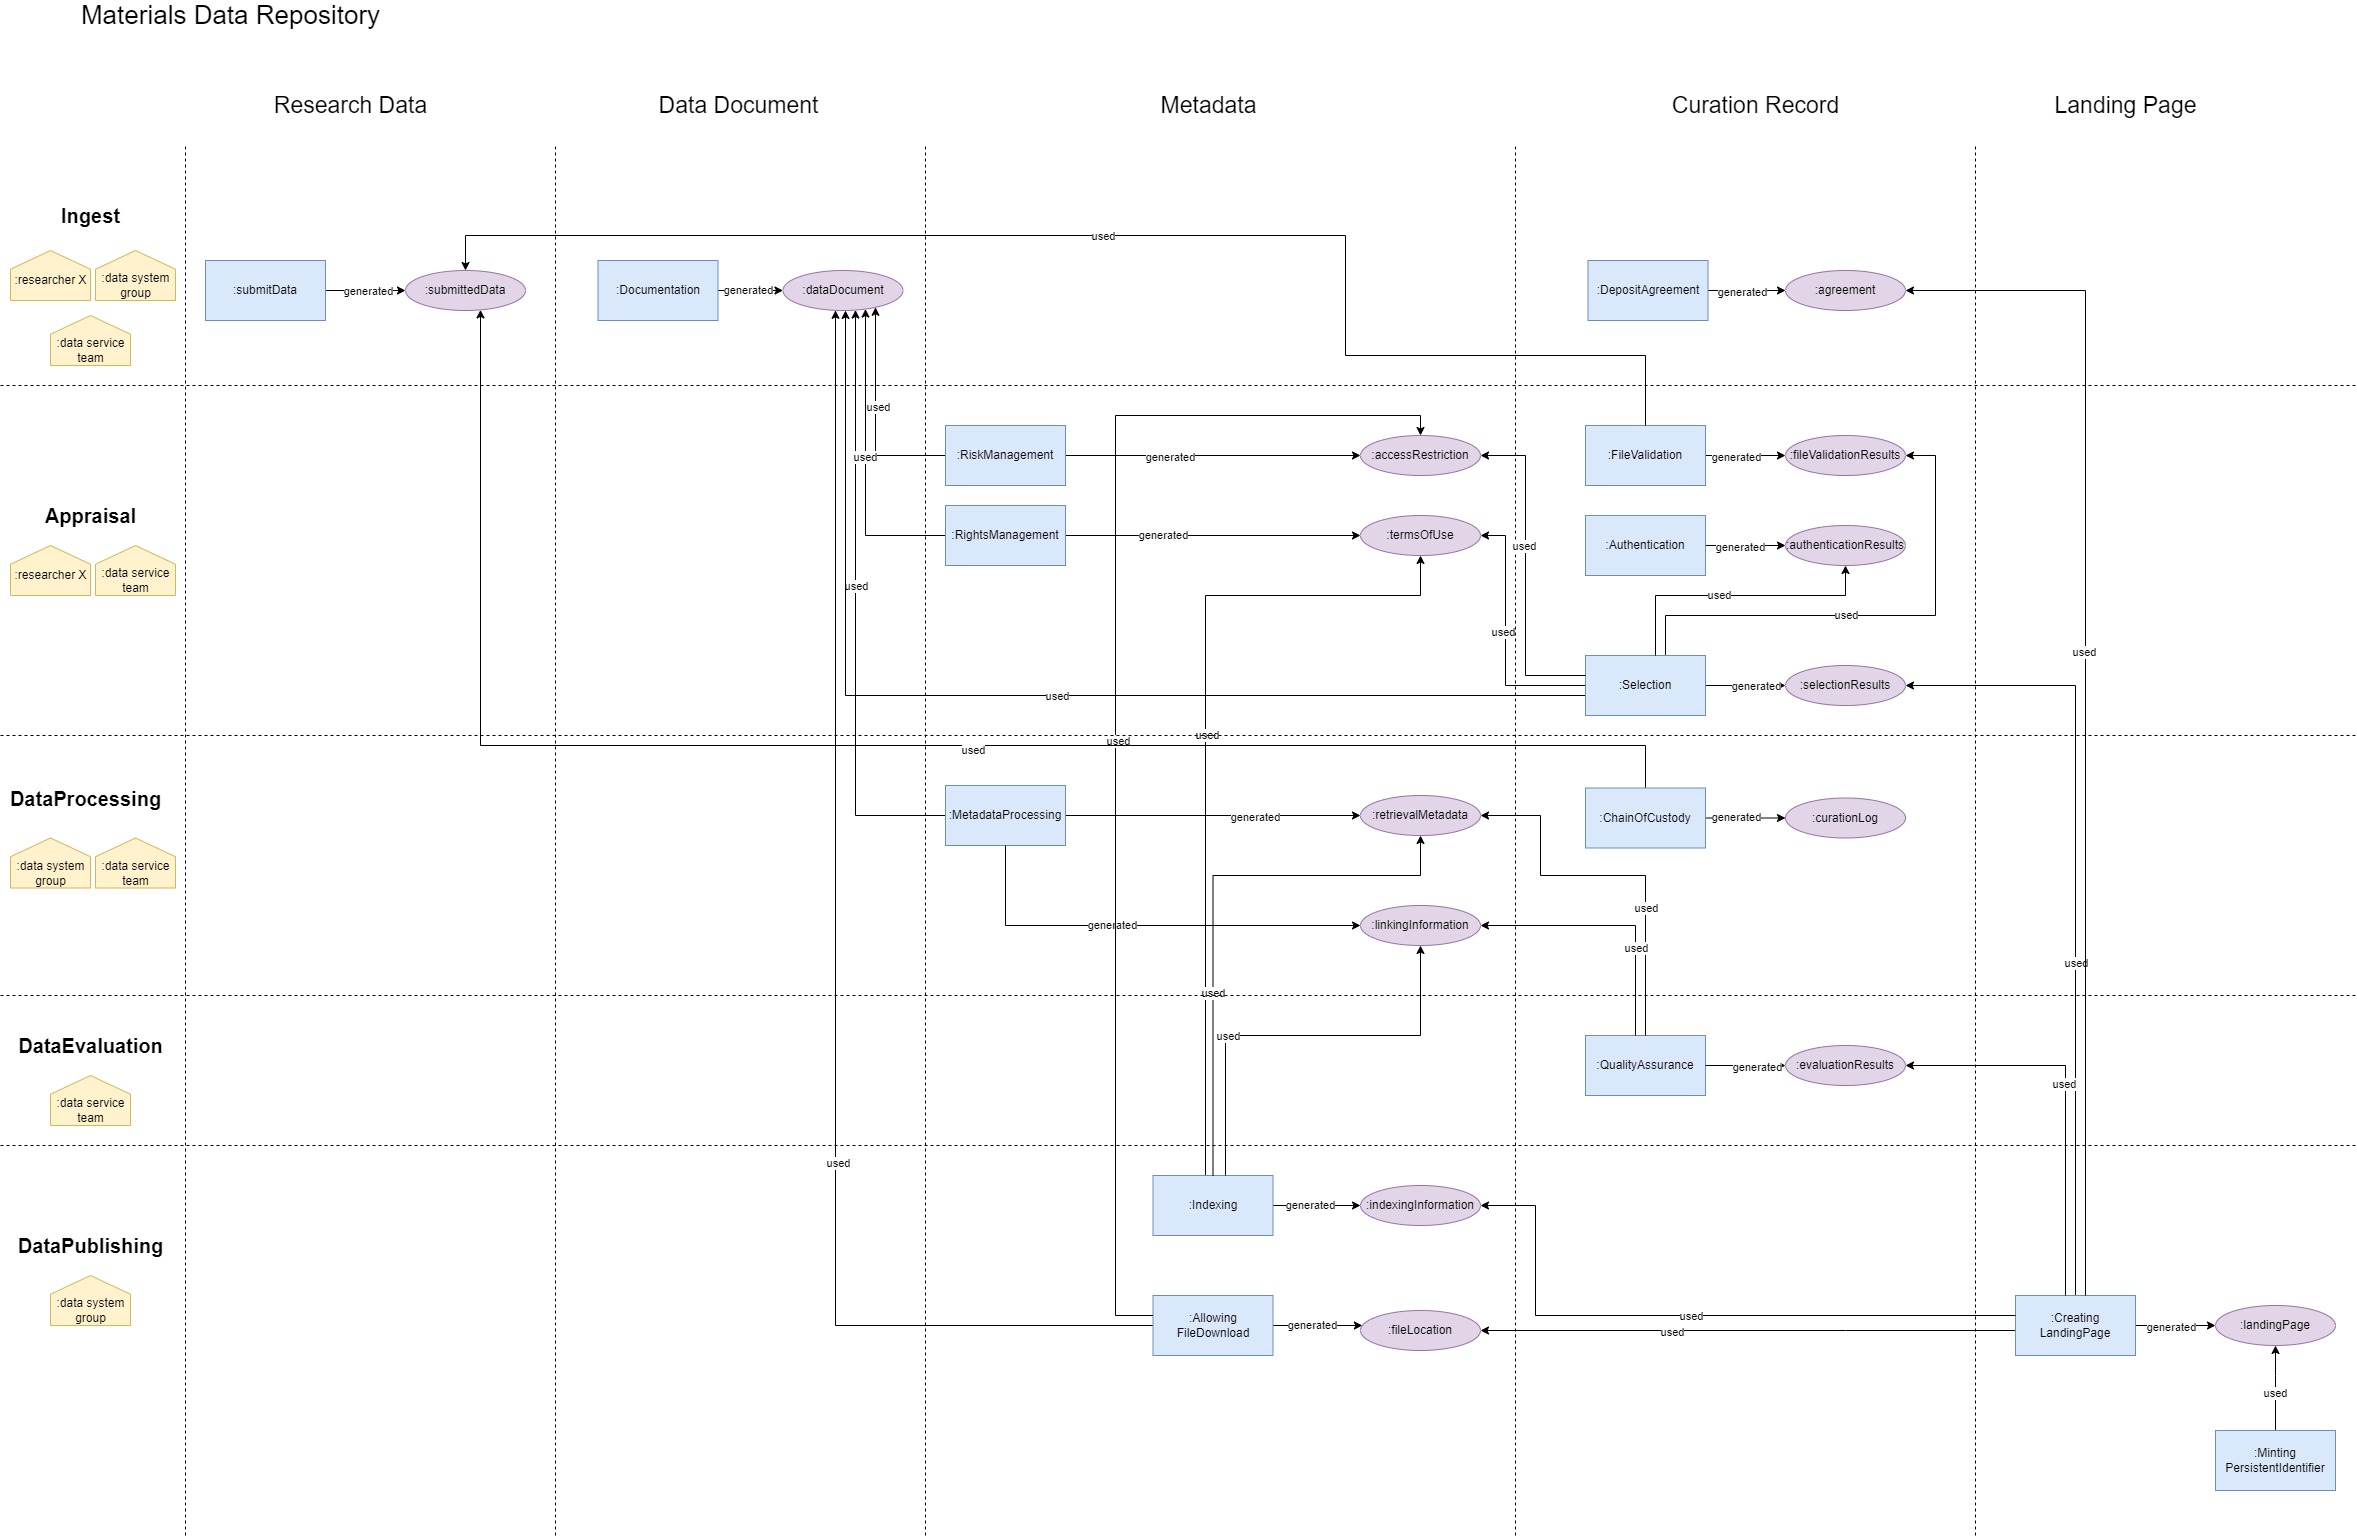 Materials Data Repository
Research Data
Data Document
Metadada
Curation Record
Landing Page
Ingest
:researcher X
:data system
group
:data service
team
:submitData
generated
:submittedData
:Documentation
generated
:dataDocument
used
:DepositAgreement
generated
:agreement
used
Appraisal
:researcher X
:data service
team
used
used
used
:RiskManagement
generated
:accessRestriction
:RightsManagement
generated
:termsOfUse
used
used
:FileValidation
generated
:fileValidationResults
:Authentication
generated
:authenticationResults
used
used
:Selection
generated
:selectionResults
used
used
used
used
DataProcessing
:data system
group
:data service
team
:MetadataProcessing
generated
:retrievalMetadata
:ChainOfCustody
generated
:curationLog
generated
:linkingInformation
used
used
used
used
DataEvaluation
:data service
team
used
:QualityAssurance
generated
:evaluationResults
used
used
DataPublishing
:data system
group
:Indexing
generated
:indexingInformation
:Allowing
FileDownload
generated
:fileLocation
used
used
:Creating
LandingPage
generated
:landingPage
used
:Minting
PersistentIdentifier